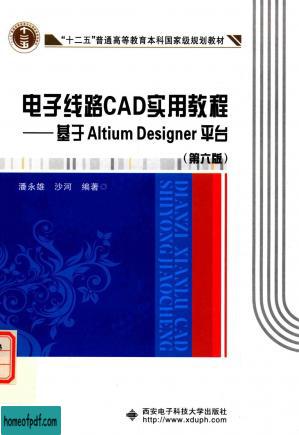 “十二五”普通高等教育本科国家级规划教材
电子线路CAD实用教程
——基于Altium Designer平台
(第六版)
潘永雄 沙河 编著◎
DIANZI XIANLU CAD
SHIYONG JIAOCHENG
西安电子科技大学出版社
http://www.xduph.com
homeofpdf.com